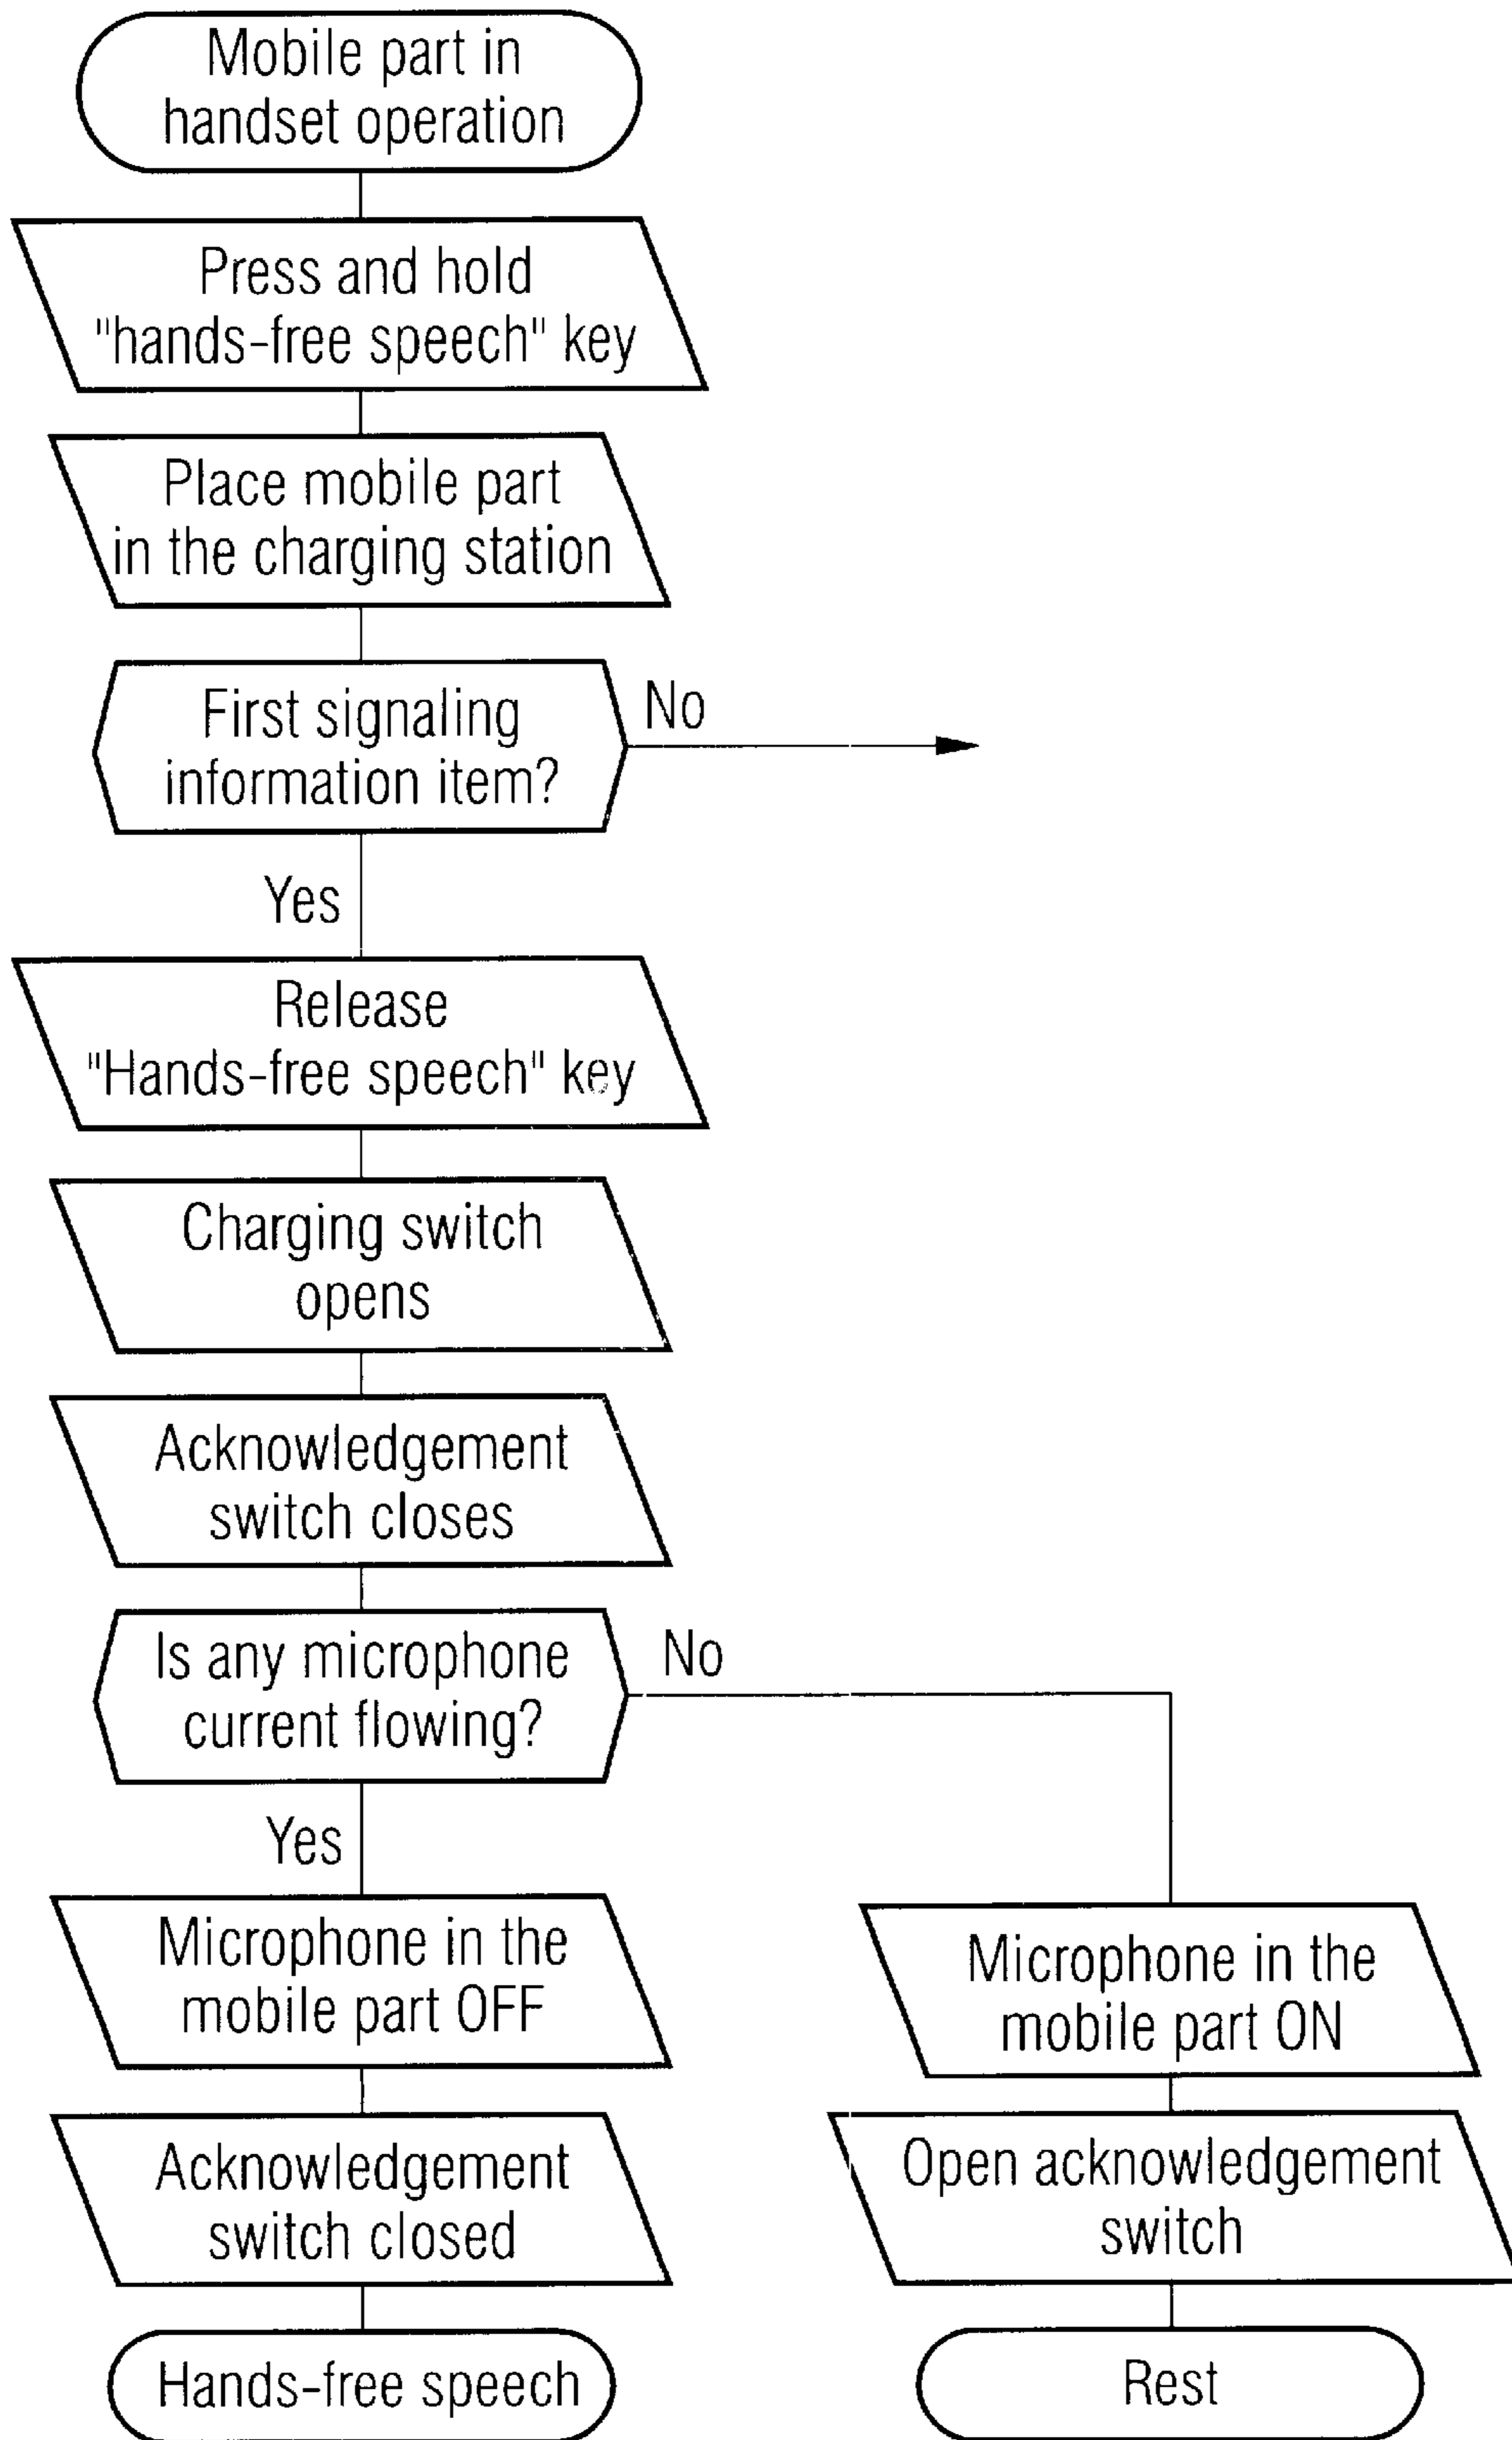 Mobile part in
handset operation
Press and hold
"hands-free speech" key
Place mobile part
in the charging station
First signaling
information item?
No
Yes
Release
"Hands-free speech" key
Charging switch
opens
Acknowledgement
switch closes
Is any microphone
current flowing?
No
Yes
Microphone in the
mobile part OFF
Acknowledgement
switch closed
Hands-free speech
Microphone in the
mobile part ON
Open acknowledgement
switch
Rest